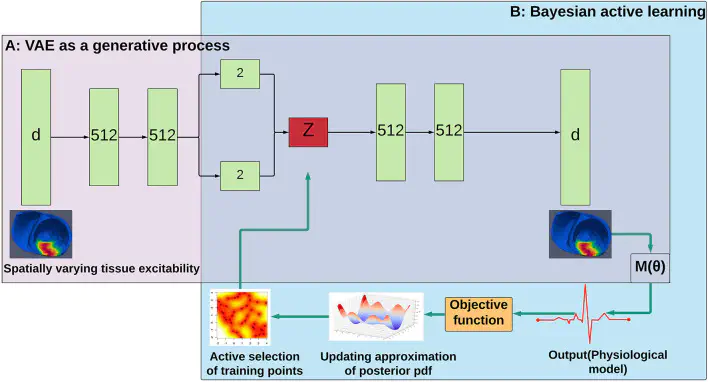 B: Bayesian active learning
A: VAE as a generative process
d
512
512
2
2
Z
512
512
d
Spatially varying tissue excitability
M(θ)
Objective
function
Active selection
of training points
Updating approximation
of posterior pdf
Output(Physiological
model)